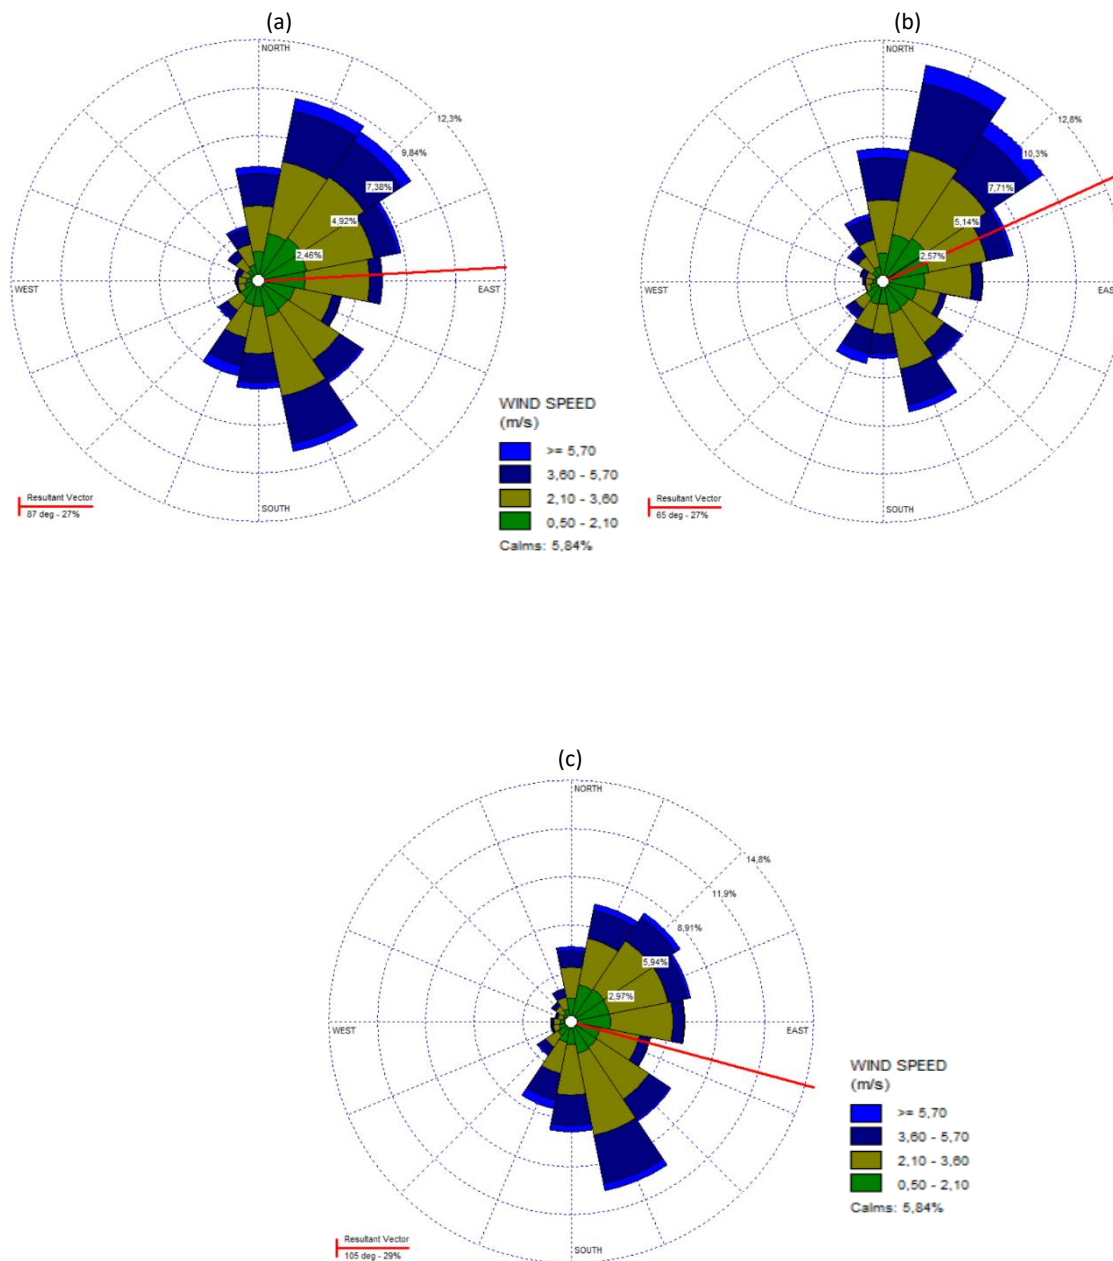 (a)
NORTH
12,3%
9,84%
7,38%
4,92%
2,46%
WEST
EAST
SOUTH
Resultant Vector
87 deg - 27%
WIND SPEED
(m/s)
>= 5,70
3,60 - 5,70
2,10 - 3,60
0,50 - 2,10
Calms: 5,84%
(b)
NORTH
12,8%
10,3%
7,71%
5,14%
2,57%
WEST
EAS
SOUTH
Resultant Vector
65 deg - 27%
(c)
NORTH
14,8%
11,9%
8,91%
5,94%
2,97%
WEST
EAST
SOUTH
Resultant Vector
105 deg - 29%
WIND SPEED
(m/s)
>= 5,70
3,60 - 5,70
2,10 - 3,60
0,50 - 2,10
Calms: 5,84%